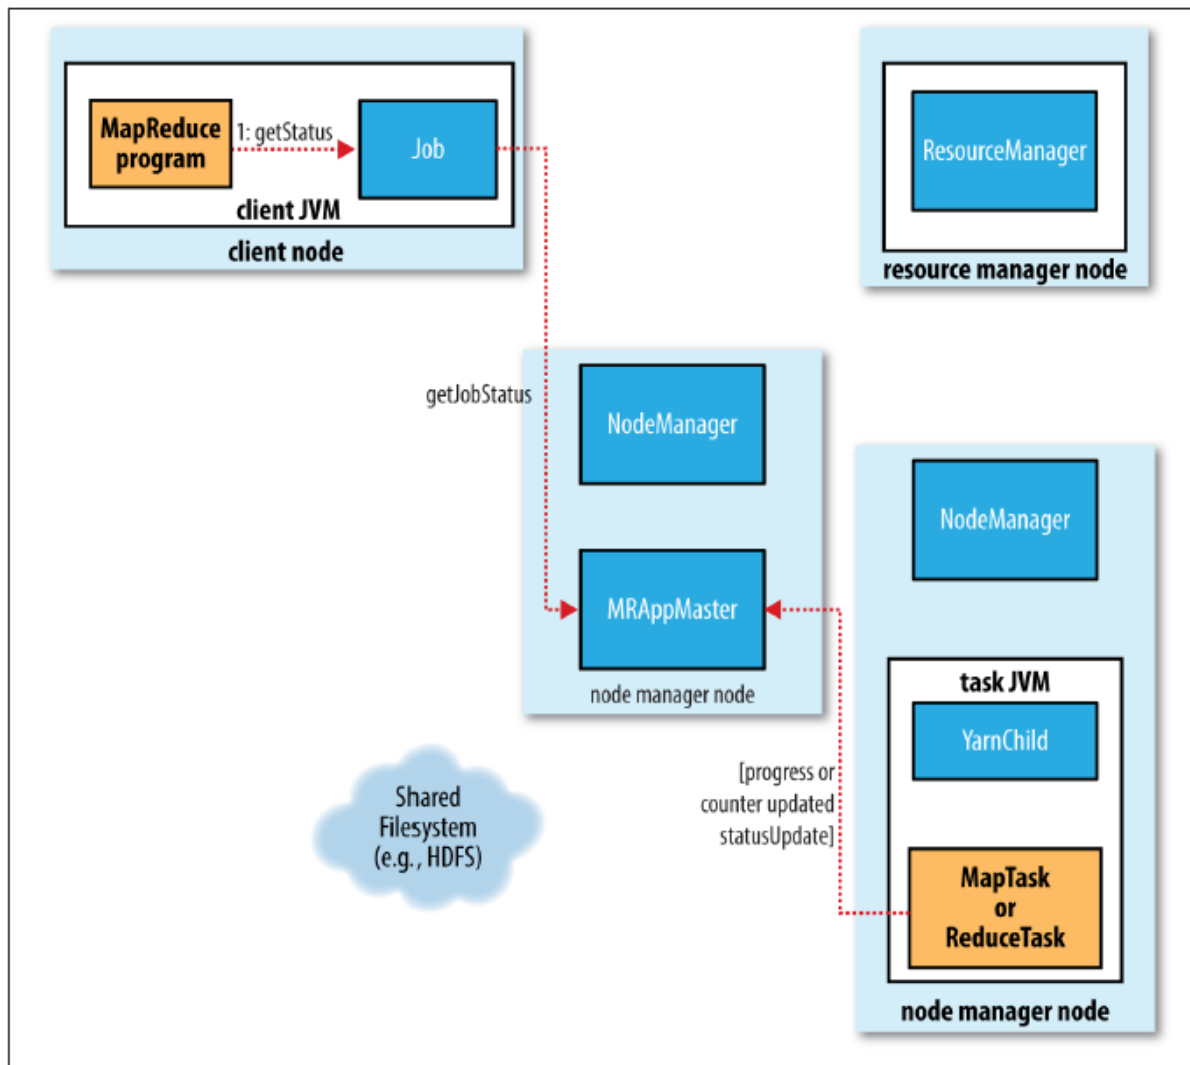 MapReduce
program
1: getStatus
Job
client JVM
client node
ResourceManager
resource manager node
getJobStatus
NodeManager
MRAppMaster
node manager node
NodeManager
task JVM
YarnChild
MapTask
or
ReduceTask
node manager node
[progress or
counter updated
statusUpdate]
Shared
Filesystem
(e.g., HDFS)